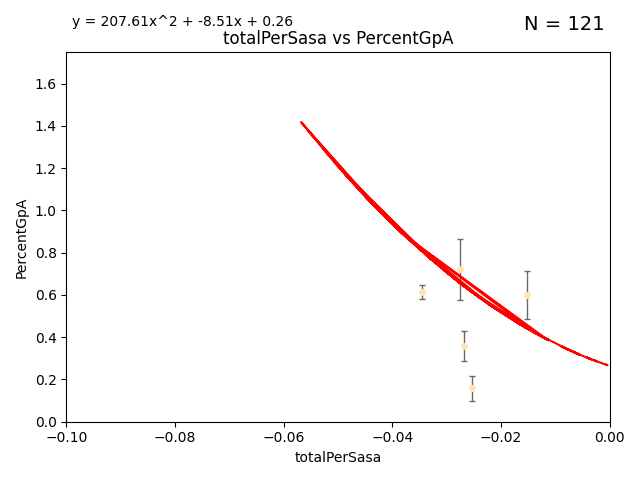 y = 207.61x^2 + -8.51x + 0.26
N = 121
totalPerSasa vs PercentGpA
PercentGpA
1.6
1.4
1.2
1.0
0.8
0.6
0.4
0.2
0.0
−0.10 −0.08 −0.06 −0.04 −0.02 0.00
totalPerSasa